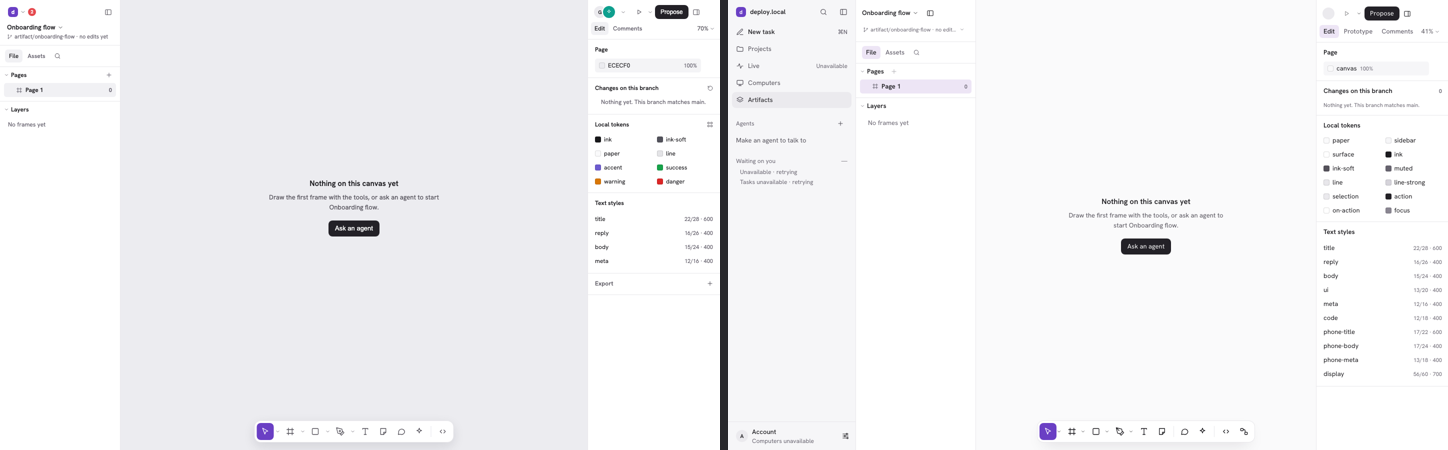 d
3
Onboarding flow
artifact/onboarding-flow · no edits yet
File
Assets
Pages
Page 1
0
Layers
No frames yet
Nothing on this canvas yet
Draw the first frame with the tools, or ask an agent to start
Onboarding flow.
Ask an agent
G
Propose
Edit
Comments
70%
Page
ECECF0
100%
Changes on this branch
Nothing yet. This branch matches main.
Local tokens
ink
ink-soft
paper
line
accent
success
warning
danger
Text styles
title
22/28 · 600
reply
16/26 · 400
body
15/24 · 400
meta
12/16 · 400
Export
d
deploy.local
New task
⌘N
Projects
Live
Unavailable
Computers
Artifacts
Agents
Make an agent to talk to
Waiting on you
Unavailable · retrying
Tasks unavailable · retrying
A
Account
Computers unavailable
Onboarding flow
artifact/onboarding-flow · no edit...
File
Assets
Pages
Page 1
0
Layers
No frames yet
Nothing on this canvas yet
Draw the first frame with the tools, or ask an agent to
start Onboarding flow.
Ask an agent
Propose
Edit
Prototype
Comments
41%
Page
canvas
100%
Changes on this branch
0
Nothing yet. This branch matches main.
Local tokens
paper
sidebar
surface
ink
ink-soft
muted
line
line-strong
selection
action
on-action
focus
Text styles
title
22/28 · 600
reply
16/26 · 400
body
15/24 · 400
ui
13/20 · 400
meta
12/16 · 400
code
12/18 · 400
phone-title
17/22 · 600
phone-body
17/24 · 400
phone-meta
13/18 · 400
display
56/60 · 700